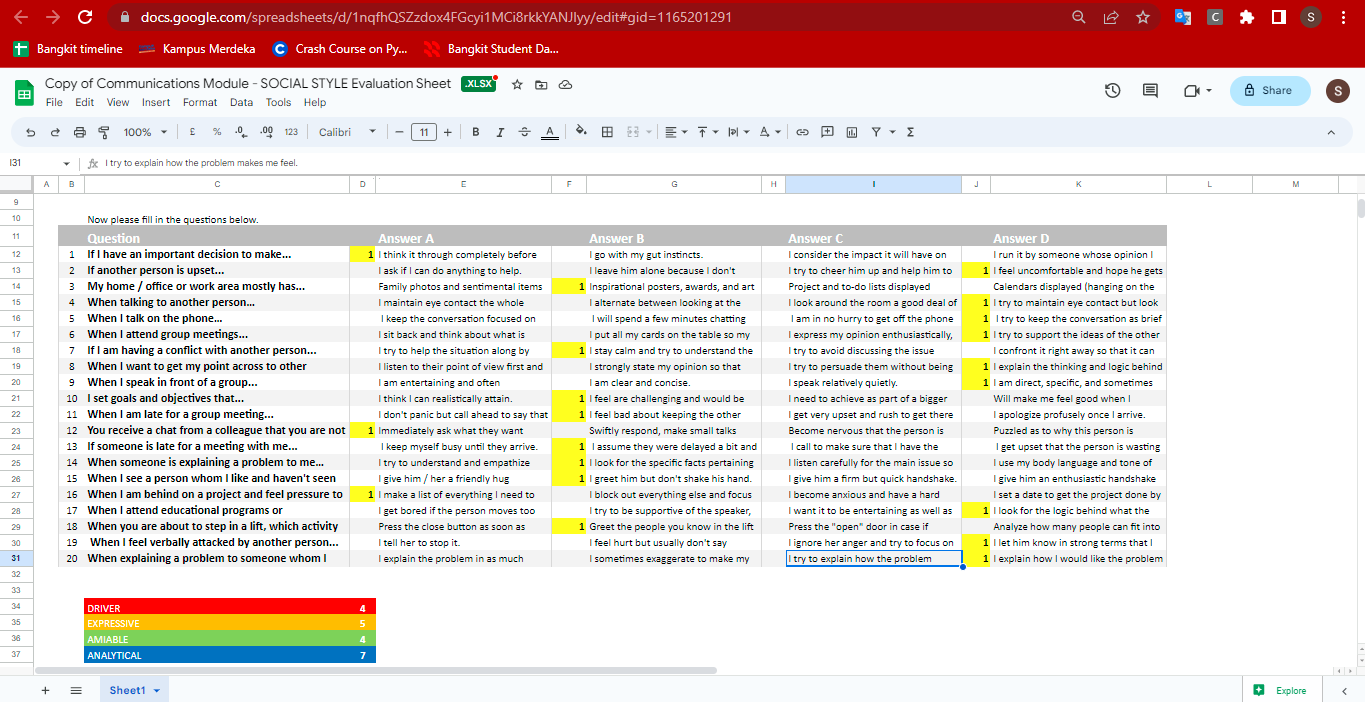 docs.google.com/spreadsheets/d/1nqfhQSZzdox4FGcyi1MCi8rkkYANJlyy/edit#gid=1165201291
C S
Bangkit timeline Kampus Merdeka C Crash Course on Py... Bangkit Student Da...
Copy of Communications Module - SOCIAL STYLE Evaluation Sheet .XLSX
File Edit View Insert Format Data Tools Help
Share S
100% £ % .0 .00 123 Calibri 11 B I S A
I31 fx I try to explain how the problem makes me feel.
A B C D E F G H I J K L M
9
10 Now please fill in the questions below.
11 Question Answer A Answer B Answer C Answer D
12 1 If I have an important decision to make... 1 I think it through completely before I go with my gut instincts. I consider the impact it will have on I run it by someone whose opinion I
13 2 If another person is upset... I ask if I can do anything to help. I leave him alone because I don't I try to cheer him up and help him to 1 I feel uncomfortable and hope he gets
14 3 My home / office or work area mostly has... Family photos and sentimental items 1 Inspirational posters, awards, and art Project and to-do lists displayed Calendars displayed (hanging on the
15 4 When talking to another person... I maintain eye contact the whole I alternate between looking at the I look around the room a good deal of 1 I try to maintain eye contact but look
16 5 When I talk on the phone... I keep the conversation focused on I will spend a few minutes chatting I am in no hurry to get off the phone 1 I try to keep the conversation as brief
17 6 When I attend group meetings... I sit back and think about what is I put all my cards on the table so my I express my opinion enthusiastically, 1 I try to support the ideas of the other
18 7 If I am having a conflict with another person... I try to help the situation along by 1 I stay calm and try to understand the I try to avoid discussing the issue I confront it right away so that it can
19 8 When I want to get my point across to other I listen to their point of view first and I strongly state my opinion so that I try to persuade them without being 1 I explain the thinking and logic behind
20 9 When I speak in front of a group... I am entertaining and often I am clear and concise. I speak relatively quietly. 1 I am direct, specific, and sometimes
21 10 I set goals and objectives that... I think I can realistically attain. 1 I feel are challenging and would be I need to achieve as part of a bigger Will make me feel good when I
22 11 When I am late for a group meeting... I don't panic but call ahead to say that 1 I feel bad about keeping the other I get very upset and rush to get there I apologize profusely once I arrive.
23 12 You receive a chat from a colleague that you are not 1 Immediately ask what they want Swiftly respond, make small talks Become nervous that the person is Puzzled as to why this person is
24 13 If someone is late for a meeting with me... I keep myself busy until they arrive. 1 I assume they were delayed a bit and I call to make sure that I have the I get upset that the person is wasting
25 14 When someone is explaining a problem to me... I try to understand and empathize 1 I look for the specific facts pertaining I listen carefully for the main issue so I use my body language and tone of
26 15 When I see a person whom I like and haven't seen I give him / her a friendly hug 1 I greet him but don't shake his hand. I give him a firm but quick handshake. I give him an enthusiastic handshake
27 16 When I am behind on a project and feel pressure to 1 I make a list of everything I need to I block out everything else and focus I become anxious and have a hard I set a date to get the project done by
28 17 When I attend educational programs or I get bored if the person moves too I try to be supportive of the speaker, I want it to be entertaining as well as 1 I look for the logic behind what the
29 18 When you are about to step in a lift, which activity Press the close button as soon as 1 Greet the people you know in the lift Press the "open" door in case if Analyze how many people can fit into
30 19 When I feel verbally attacked by another person... I tell her to stop it. I feel hurt but usually don't say I ignore her anger and try to focus on 1 I let him know in strong terms that I
31 20 When explaining a problem to someone whom I I explain the problem in as much I sometimes exaggerate to make my I try to explain how the problem 1 I explain how I would like the problem
32
33
34 DRIVER 4
35 EXPRESSIVE 5
36 AMIABLE 4
37 ANALYTICAL 7
Sheet1 Explore